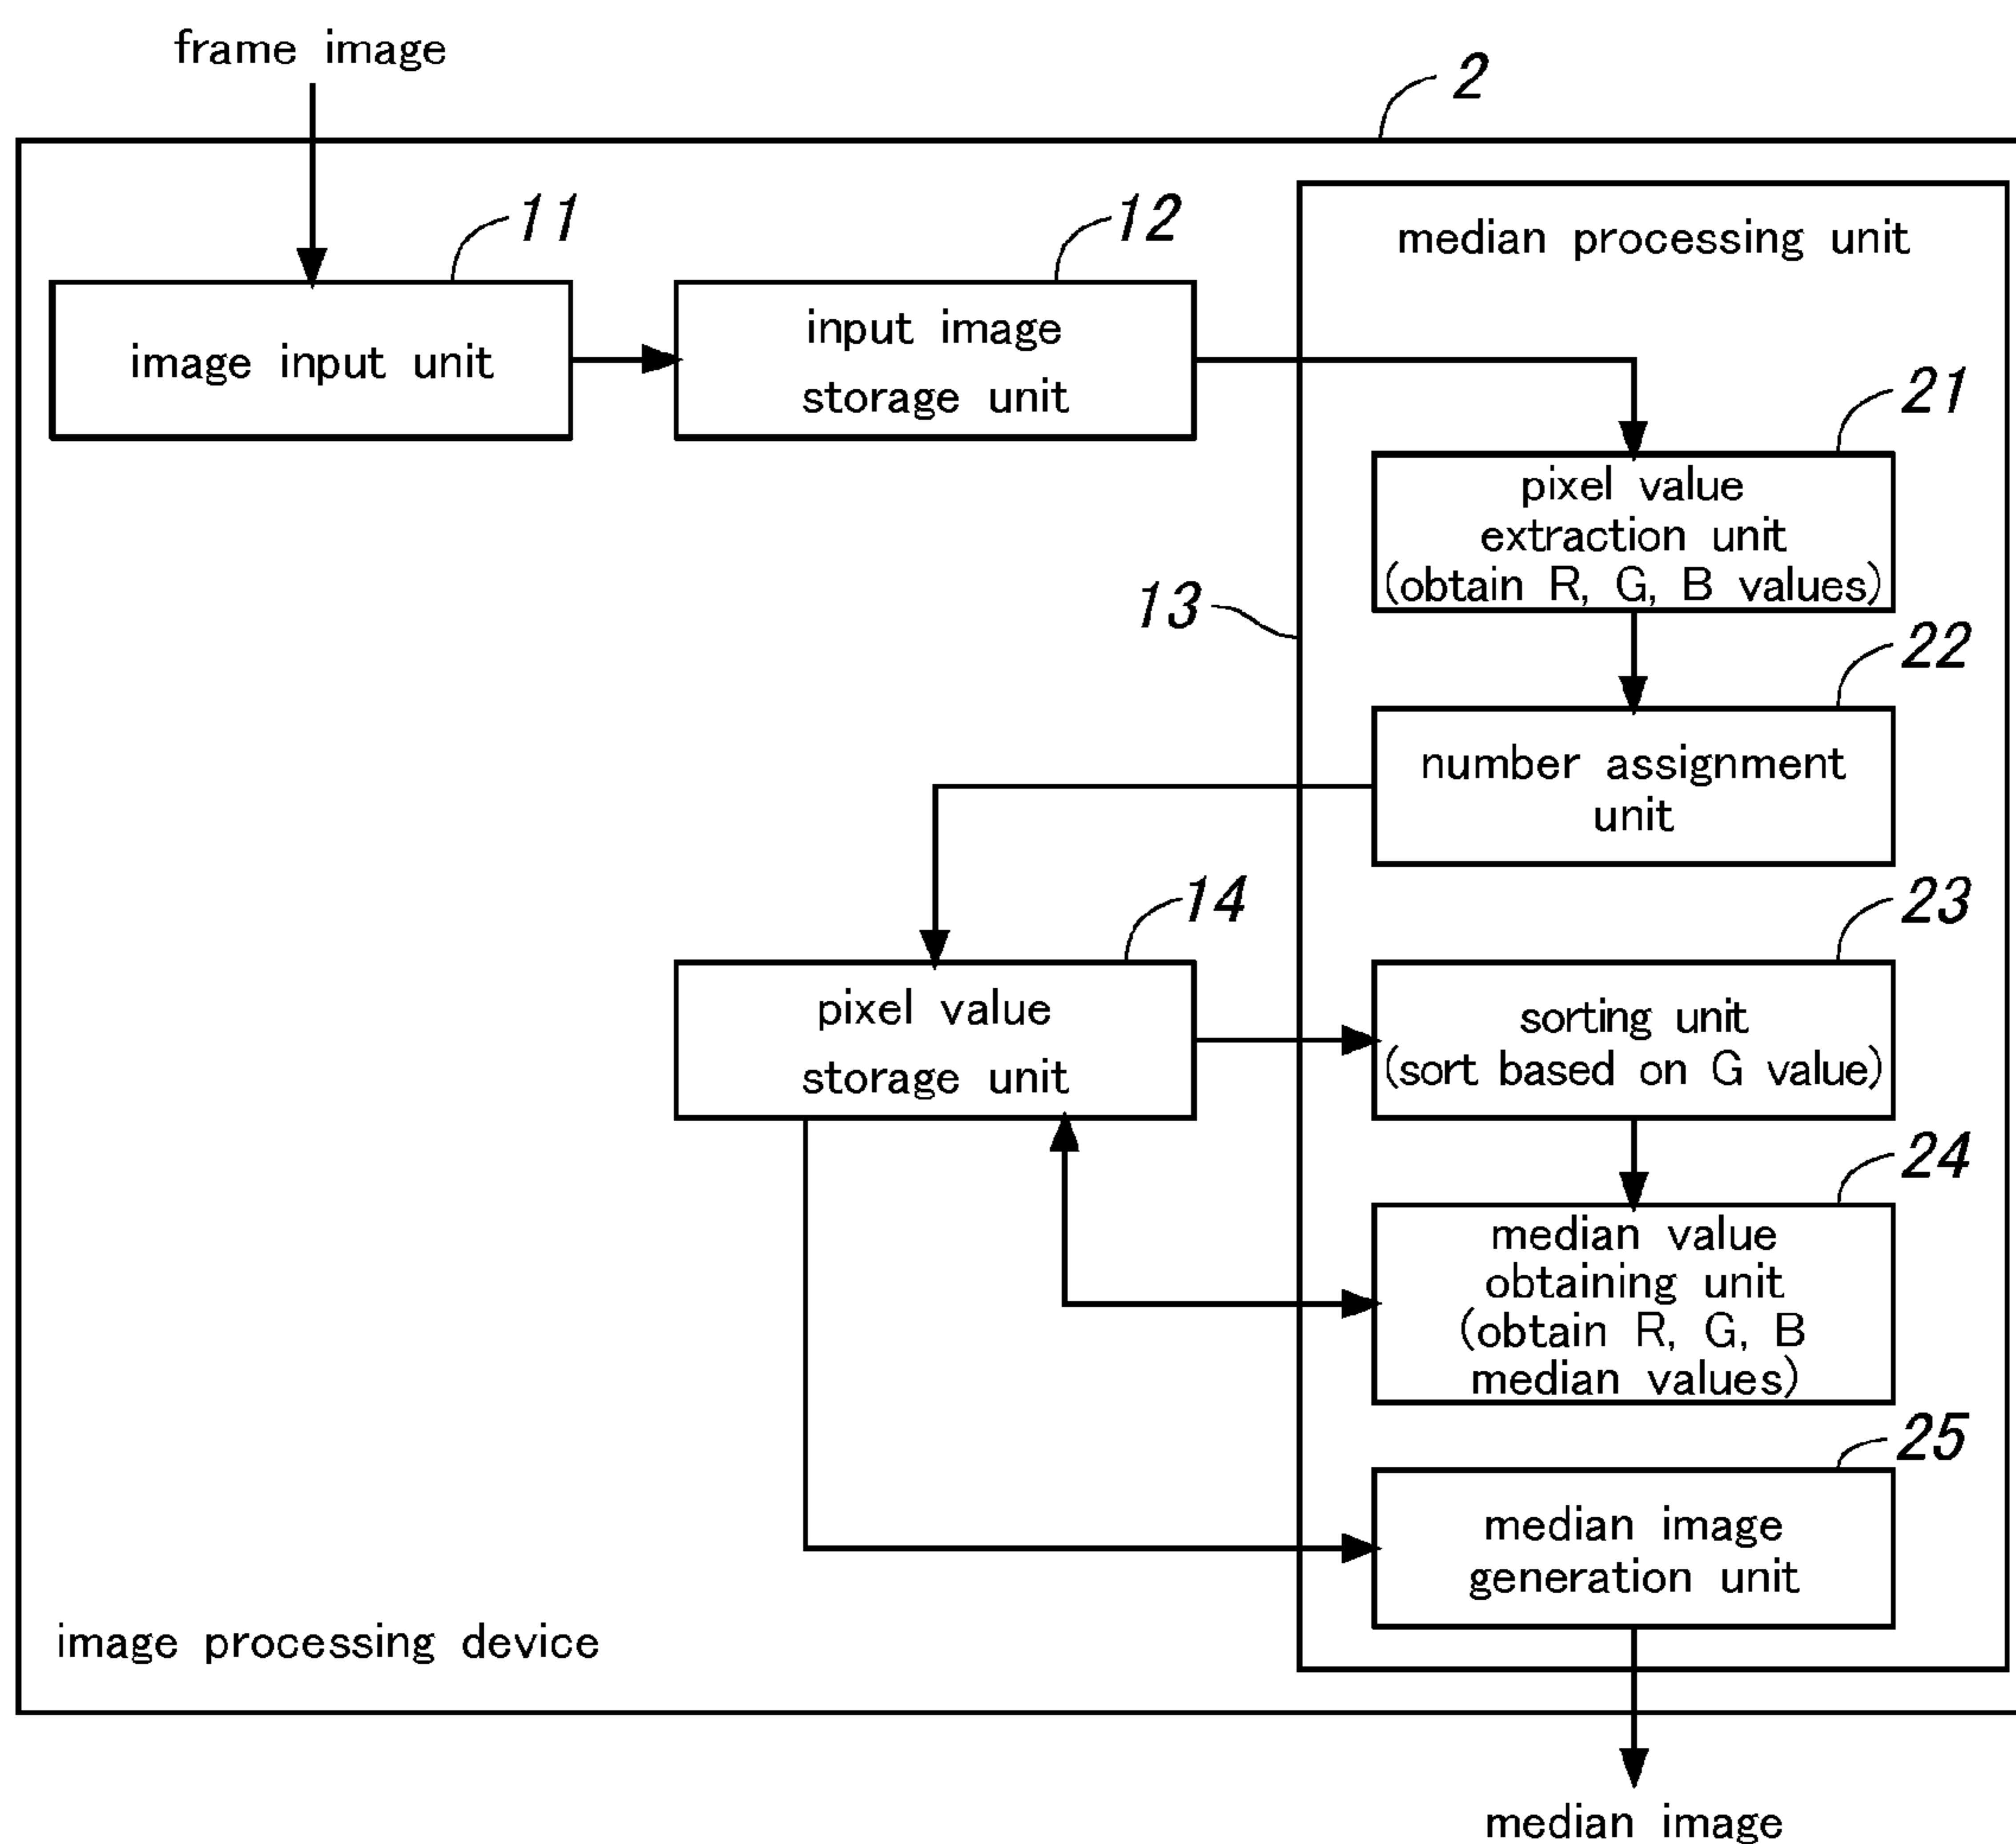 frame image
2
11
12
median processing unit
image input unit
input image
storage unit
21
pixel value
extraction unit
(obtain R, G, B values)
13
22
number assignment
unit
14
23
pixel value
storage unit
sorting unit
(sort based on G value)
24
median value
obtaining unit
(obtain R, G, B
median values)
25
median image
generation unit
image processing device
median image